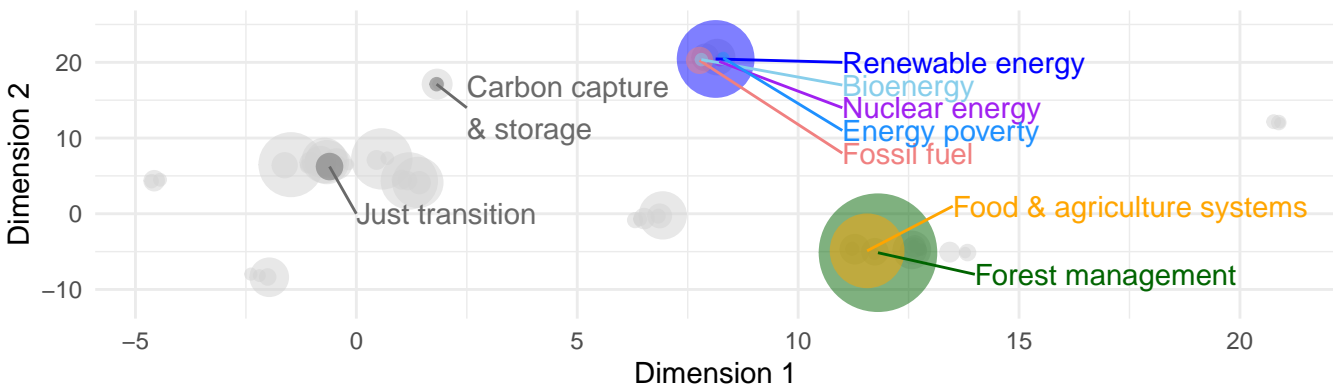 Dimension 2
20
10
0
−10
Carbon capture
& storage
Just transition
Renewable energy
Bioenergy
Nuclear energy
Energy poverty
Fossil fuel
Food & agriculture systems
Forest management
−5
0
5
10
15
20
Dimension 1